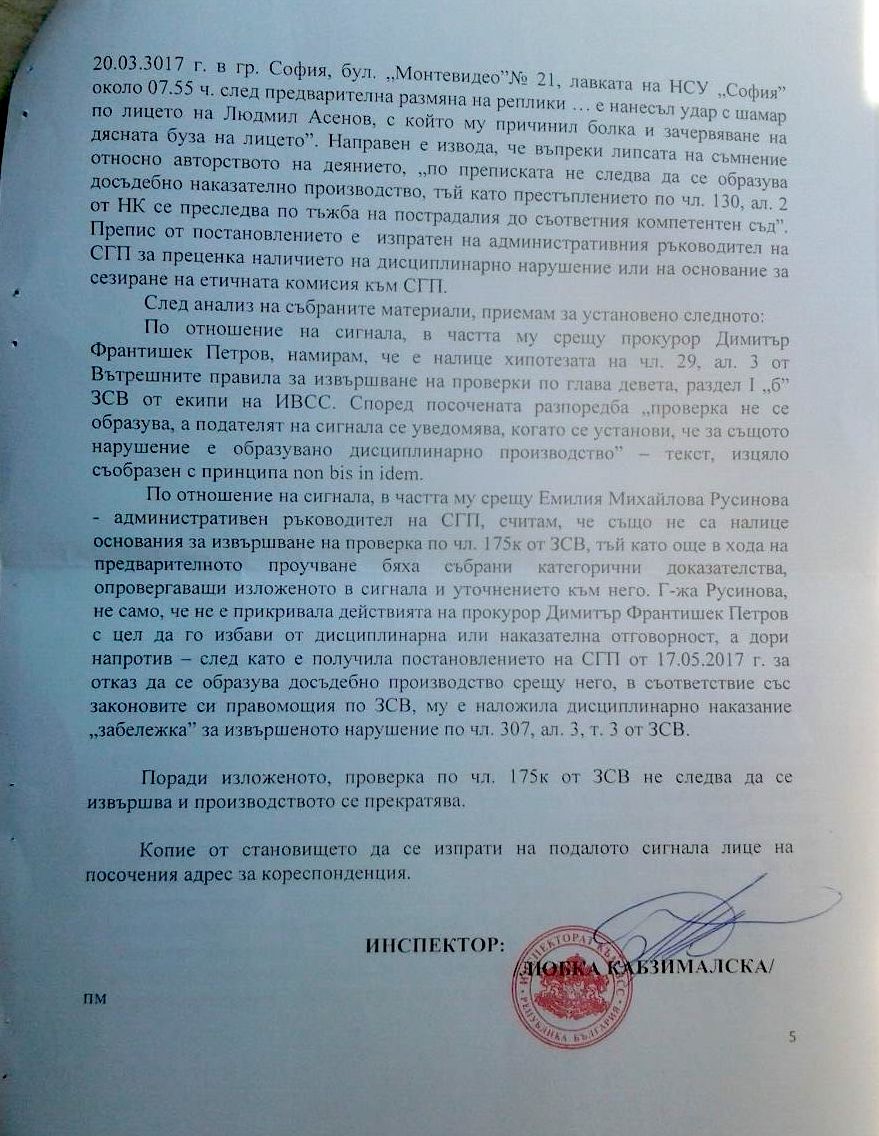 20.03.3017 г. в гр. София, бул. „Монтевидео”№ 21, лавката на НСУ „София”
около 07.55 ч. след предварителна размяна на реплики … е нанесъл удар с шамар
по лицето на Людмил Асенов, с който му причинил болка и зачервяване на
дясната буза на лицето”. Направен е извода, че въпреки липсата на съмнение
относно авторството на деянието, „по преписката не следва да се образува
досъдебно наказателно производство, тъй като престъплението по чл. 130, ал. 2
от НК се преследва по тъжба на пострадалия до съответния компетентен съд”.
Препис от постановлението е изпратен на административния ръководител на
СГП за преценка наличието на дисциплинарно нарушение или на основание за
сезиране на етичната комисия към СГП.
След анализ на събраните материали, приемам за установено следното:
По отношение на сигнала, в частта му срещу прокурор Димитър
Франтишек Петров, намирам, че е налице хипотезата на чл. 29, ал. 3 от
Вътрешните правила за извършване на проверки по глава девета, раздел I „б”
ЗСВ от екипи на ИВСС. Според посочената разпоредба „проверка не се
образува, а подателят на сигнала се уведомява, когато се установи, че за същото
нарушение е образувано дисциплинарно производство” – текст, изцяло
съобразен с принципа non bis in idem.
По отношение на сигнала, в частта му срещу Емилия Михайлова Русинова
- административен ръководител на СГП, считам, че също не са налице
основания за извършване на проверка по чл. 175к от ЗСВ, тъй като още в хода на
предварителното проучване бяха събрани категорични доказателства,
опровергаващи изложеното в сигнала и уточнението към него. Г-жа Русинова,
не само, че не е прикривала действията на прокурор Димитър Франтишек Петров
с цел да го избави от дисциплинарна или наказателна отговорност, а дори
напротив – след като е получила постановлението на СГП от 17.05.2017 г. за
отказ да се образува досъдебно производство срещу него, в съответствие със
законовите си правомощия по ЗСВ, му е наложила дисциплинарно наказание
„забележка” за извършеното нарушение по чл. 307, ал. 3, т. 3 от ЗСВ.
Поради изложеното, проверка по чл. 175к от ЗСВ не следва да се
извършва и производството се прекратява.
Копие от становището да се изпрати на подалото сигнала лице на
посочения адрес за кореспонденция.
ИНСПЕКТОР:
/ЛЮБКА КАБЗИМАЛСКА/
ИНСПЕКТОРАТ КЪМ ВСС
РЕПУБЛИКА БЪЛГАРИЯ
ПМ
5